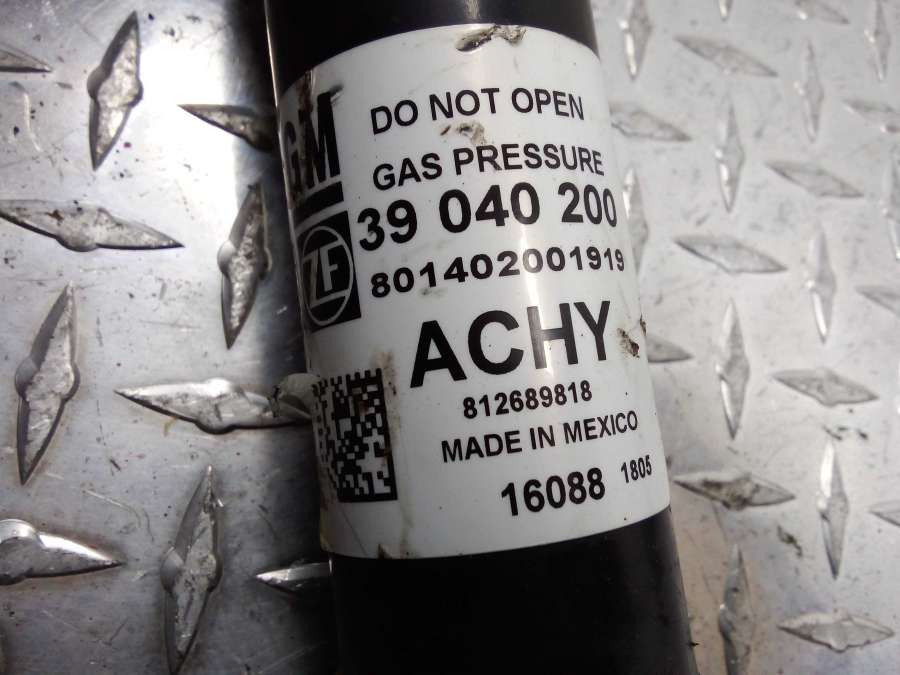 DO NOT OPEN
GAS PRESSURE
GM
39 040 200
ZF
801402001919
ACHY
812689818
MADE IN MEXICO
16088 1805